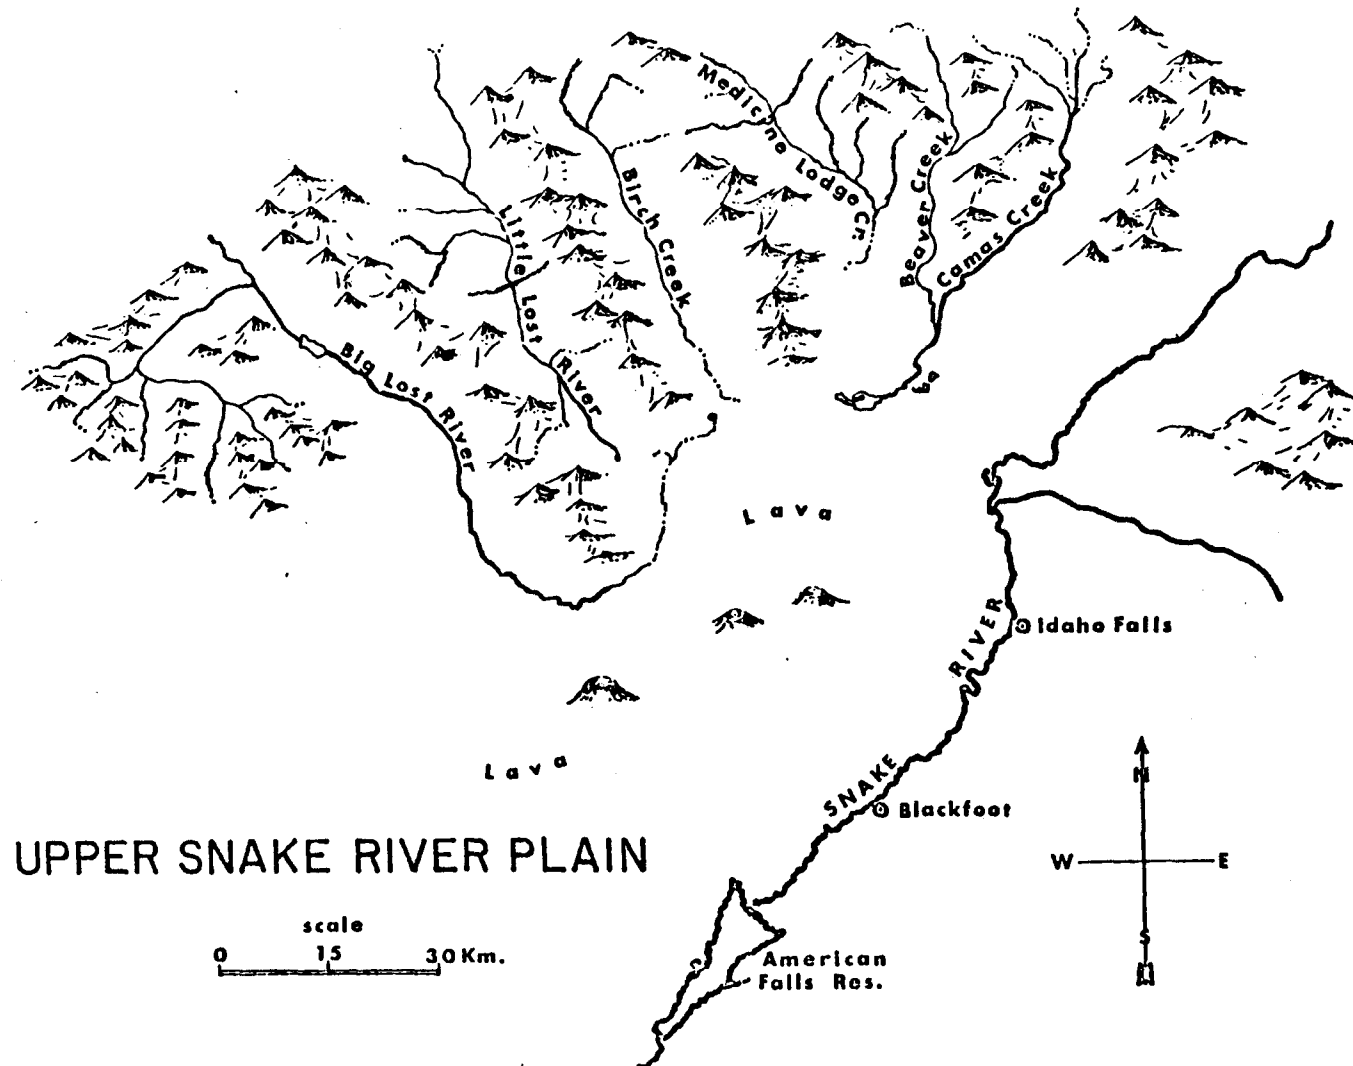 Medicine Lodge Cr.
Birch Creek
Beaver Creek
Camas Creek
Little Lost River
Big Lost River
Lava
Idaho Falls
SNAKE RIVER
Lava
Blackfoot
UPPER SNAKE RIVER PLAIN
N
W E
S
scale
0 15 30 Km.
American
Falls Res.